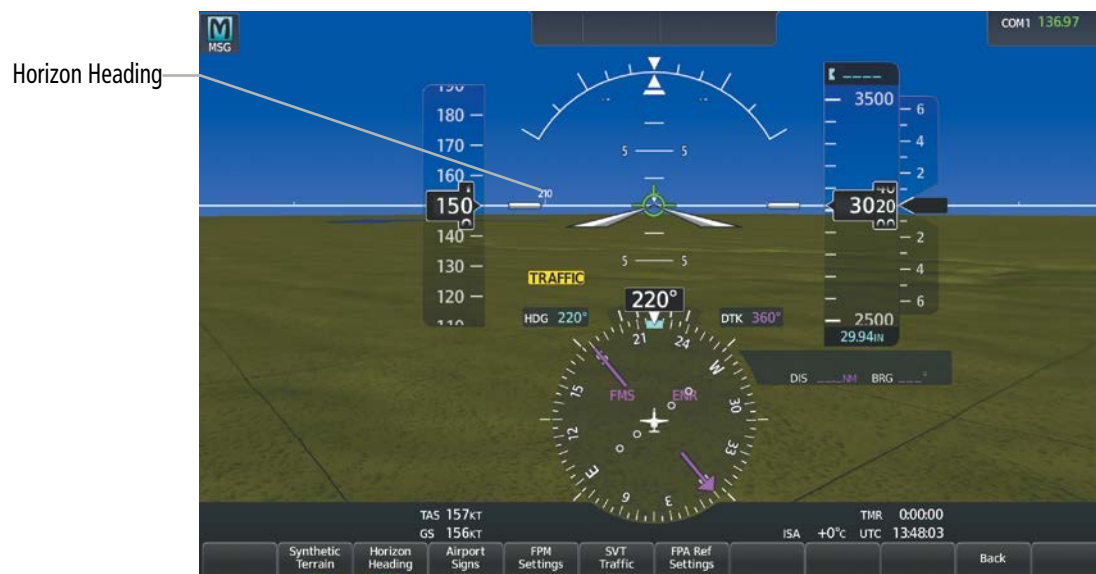 MSG
COM1 136.97
Horizon Heading
180
170
160
150
140
130
120
5 5
5 5
210
TRAFFIC
3500
3020
2500
29.94IN
6
4
2
2
4
6
220°
HDG 220°
DTK 360°
21
24
W
30
33
3
6
E
12
15
FMS
ENR
DIS ____NM BRG ___°
TAS 157KT
GS 156KT
TMR 0:00:00
ISA +0°C UTC 13:48:03
Synthetic Terrain
Horizon Heading
Airport Signs
FPM Settings
SVT Traffic
FPA Ref Settings
Back